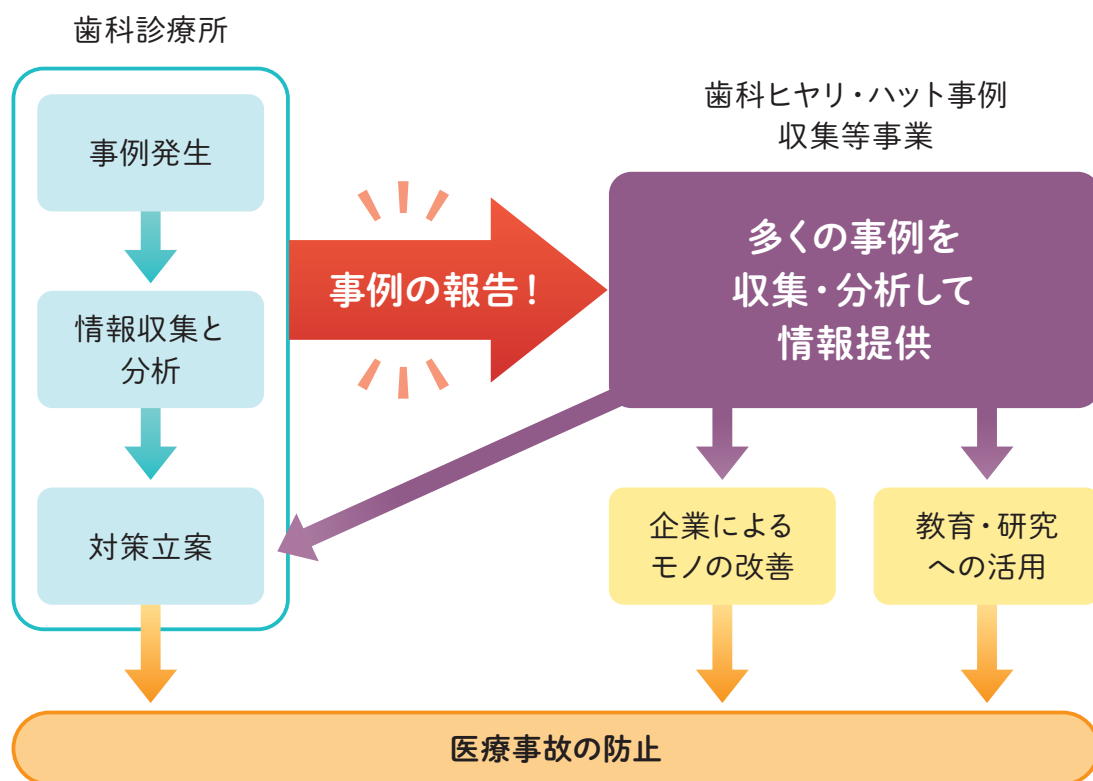 歯科診療所
事例発生
情報収集と
分析
対策立案
事例の報告！
歯科ヒヤリ・ハット事例
収集等事業
多くの事例を
収集・分析して
情報提供
企業による
モノの改善
教育・研究
への活用
医療事故の防止